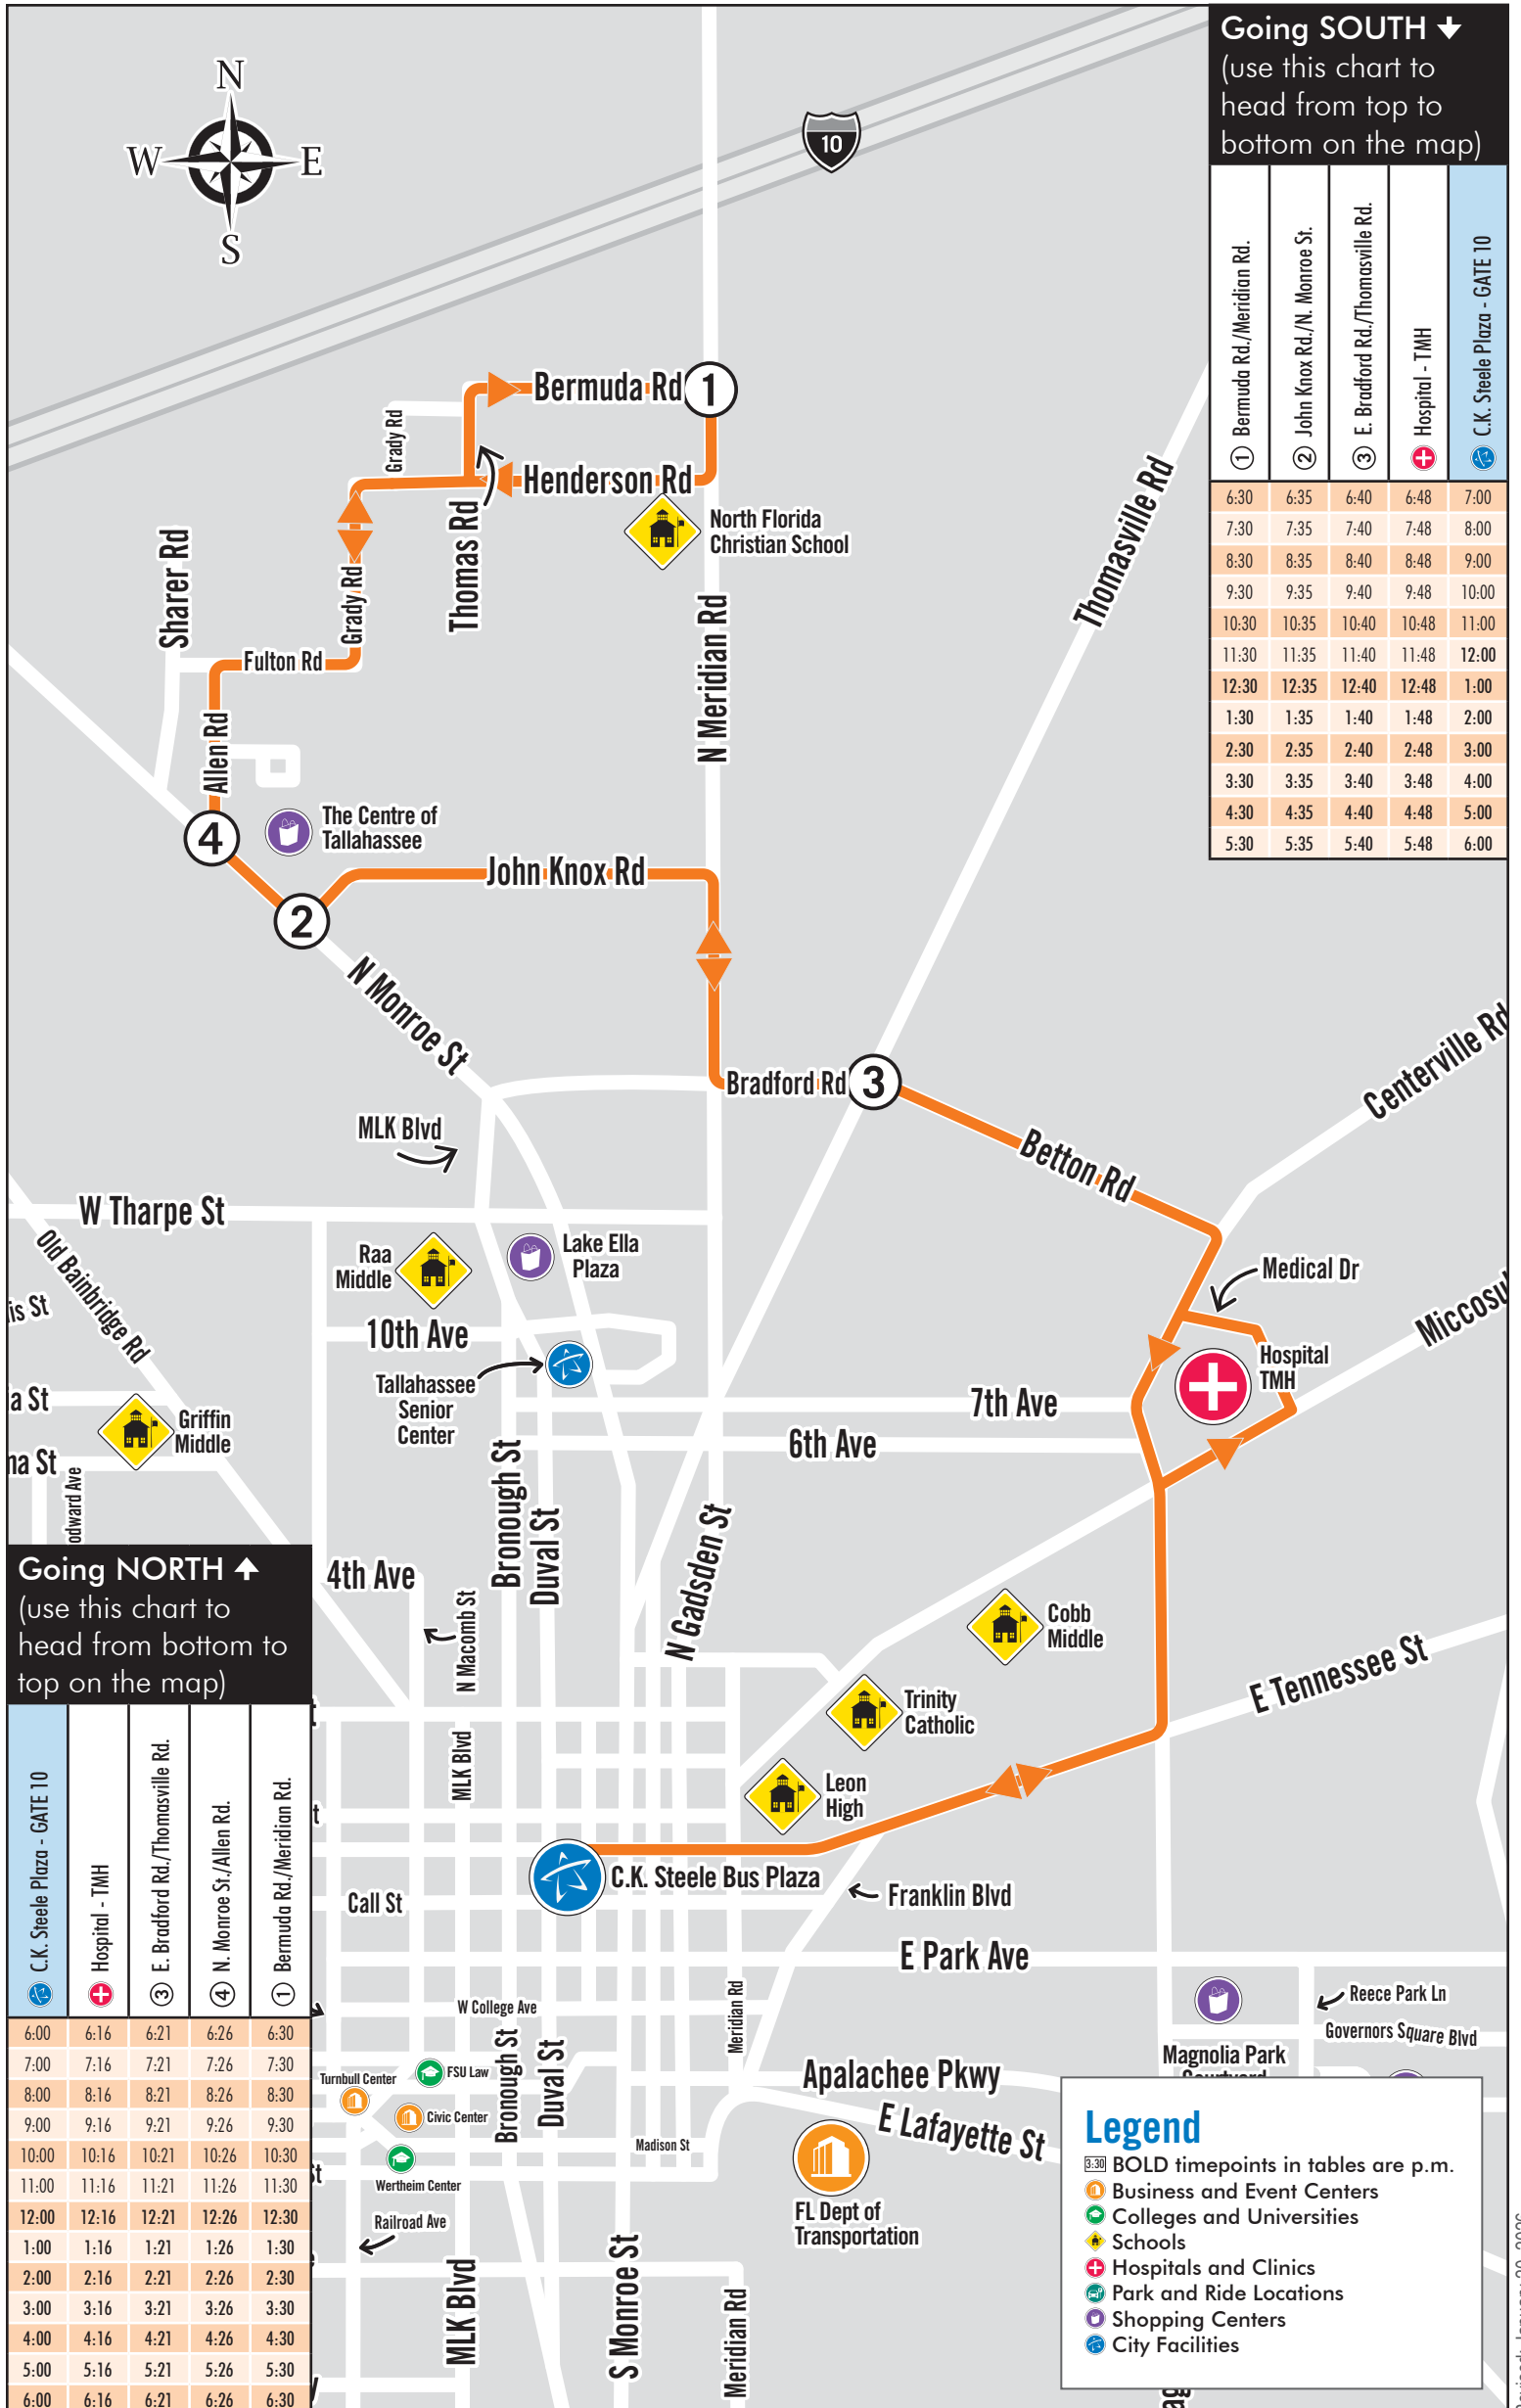 Going SOUTH
(use this chart to
head from top to
bottom on the map)
1 Bermuda Rd./Meridian Rd.
2 John Knox Rd./N. Monroe St.
3 E. Bradford Rd./Thomasville Rd.
Hospital - TMH
C.K. Steele Plaza - GATE 10
6:30 6:35 6:40 6:48 7:00
7:30 7:35 7:40 7:48 8:00
8:30 8:35 8:40 8:48 9:00
9:30 9:35 9:40 9:48 10:00
10:30 10:35 10:40 10:48 11:00
11:30 11:35 11:40 11:48 12:00
12:30 12:35 12:40 12:48 1:00
1:30 1:35 1:40 1:48 2:00
2:30 2:35 2:40 2:48 3:00
3:30 3:35 3:40 3:48 4:00
4:30 4:35 4:40 4:48 5:00
5:30 5:35 5:40 5:48 6:00
N
W E
S
10
Bermuda Rd
1
Grady Rd
Henderson Rd
North Florida
Christian School
Thomas Rd
Thomasville Rd
Sharer Rd
Grady Rd
Fulton Rd
N Meridian Rd
Allen Rd
4
The Centre of
Tallahassee
John Knox Rd
2
N Monroe St
Bradford Rd
3
Centerville Rd
MLK Blvd
Betton Rd
W Tharpe St
Old Bainbridge Rd
Raa
Middle
Lake Ella
Plaza
Medical Dr
is St
10th Ave
Miccosu
Hospital
TMH
Tallahassee
Senior
Center
a St
Griffin
Middle
7th Ave
6th Ave
na St
odward Ave
Bronough St
Duval St
N Gadsden St
4th Ave
N Macomb St
Cobb
Middle
E Tennessee St
Trinity
Catholic
MLK Blvd
Leon
High
C.K. Steele Bus Plaza
Call St
Franklin Blvd
E Park Ave
W College Ave
Meridian Rd
Reece Park Ln
Governors Square Blvd
Magnolia Park
Courtyard
Bronough St
Duval St
FSU Law
Turnbull Center
Civic Center
Apalachee Pkwy
E Lafayette St
Madison St
Wertheim Center
Railroad Ave
FL Dept of
Transportation
MLK Blvd
S Monroe St
Meridian Rd
Going NORTH
(use this chart to
head from bottom to
top on the map)
C.K. Steele Plaza - GATE 10
Hospital - TMH
3 E. Bradford Rd./Thomasville Rd.
4 N. Monroe St./Allen Rd.
1 Bermuda Rd./Meridian Rd.
6:00 6:16 6:21 6:26 6:30
7:00 7:16 7:21 7:26 7:30
8:00 8:16 8:21 8:26 8:30
9:00 9:16 9:21 9:26 9:30
10:00 10:16 10:21 10:26 10:30
11:00 11:16 11:21 11:26 11:30
12:00 12:16 12:21 12:26 12:30
1:00 1:16 1:21 1:26 1:30
2:00 2:16 2:21 2:26 2:30
3:00 3:16 3:21 3:26 3:30
4:00 4:16 4:21 4:26 4:30
5:00 5:16 5:21 5:26 5:30
6:00 6:16 6:21 6:26 6:30
Legend
3:30 BOLD timepoints in tables are p.m.
Business and Event Centers
Colleges and Universities
Schools
Hospitals and Clinics
Park and Ride Locations
Shopping Centers
City Facilities